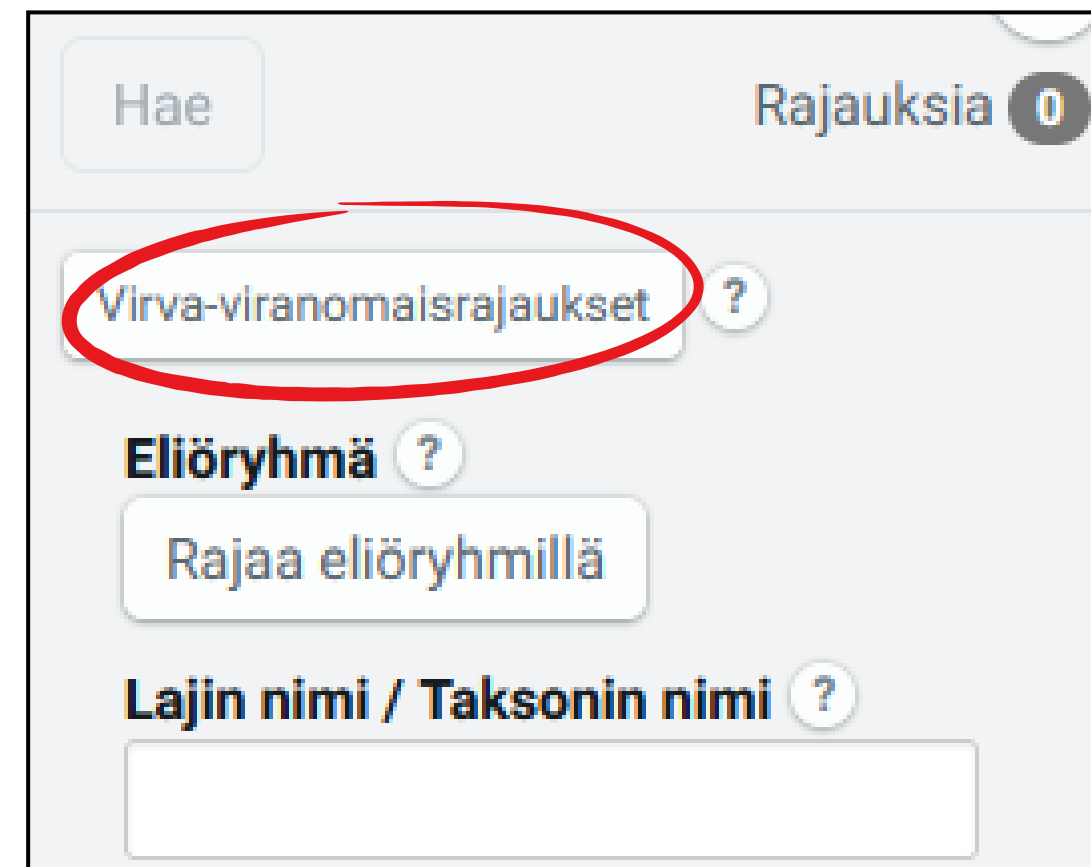 Hae Rajauksia 0
Virva-viranomaisrajaukset ?
Eliöryhmä ?
Rajaa eliöryhmillä
Lajin nimi / Taksonin nimi ?